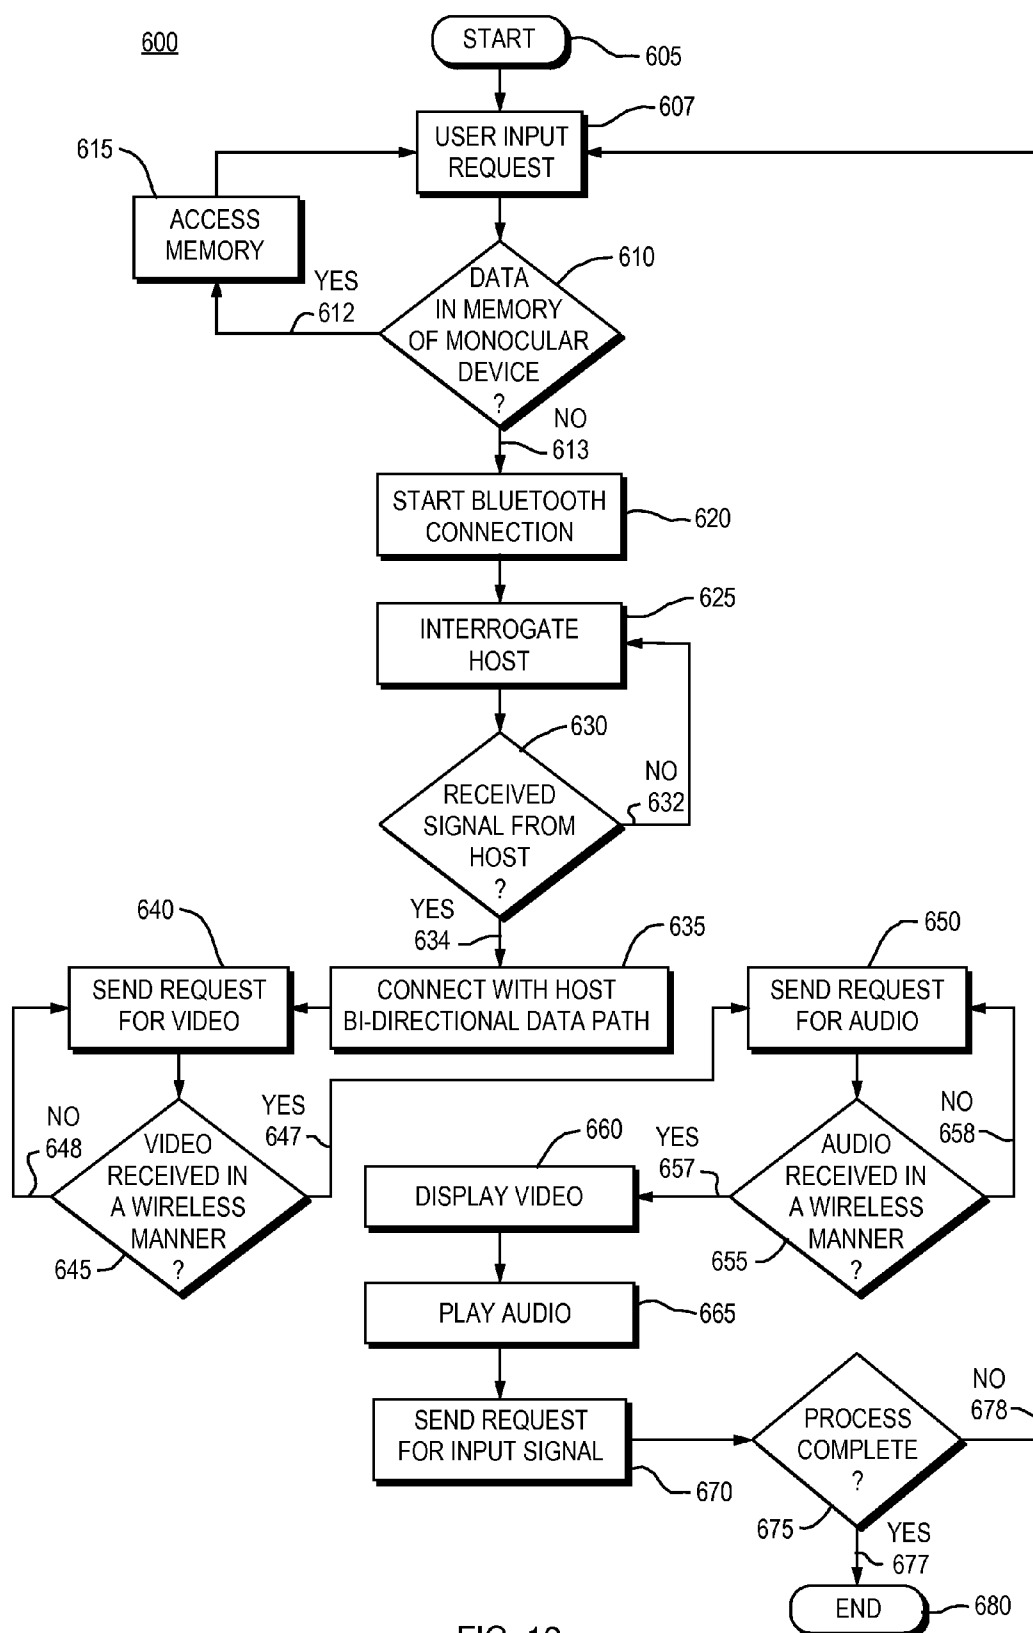 600
START
605
607
USER INPUT
REQUEST
615
ACCESS
MEMORY
YES
612
610
DATA
IN MEMORY
OF MONOCULAR
DEVICE
?
NO
613
START BLUETOOTH
CONNECTION
620
625
INTERROGATE
HOST
630
RECEIVED
SIGNAL FROM
HOST
?
NO
632
YES
634
635
CONNECT WITH HOST
BI-DIRECTIONAL DATA PATH
640
SEND REQUEST
FOR VIDEO
650
SEND REQUEST
FOR AUDIO
NO
648
VIDEO
RECEIVED IN
A WIRELESS
MANNER
?
645
YES
647
660
DISPLAY VIDEO
YES
657
AUDIO
RECEIVED IN
A WIRELESS
MANNER
?
655
NO
658
PLAY AUDIO
665
SEND REQUEST
FOR INPUT SIGNAL
670
PROCESS
COMPLETE
?
675
NO
678
YES
677
END
680